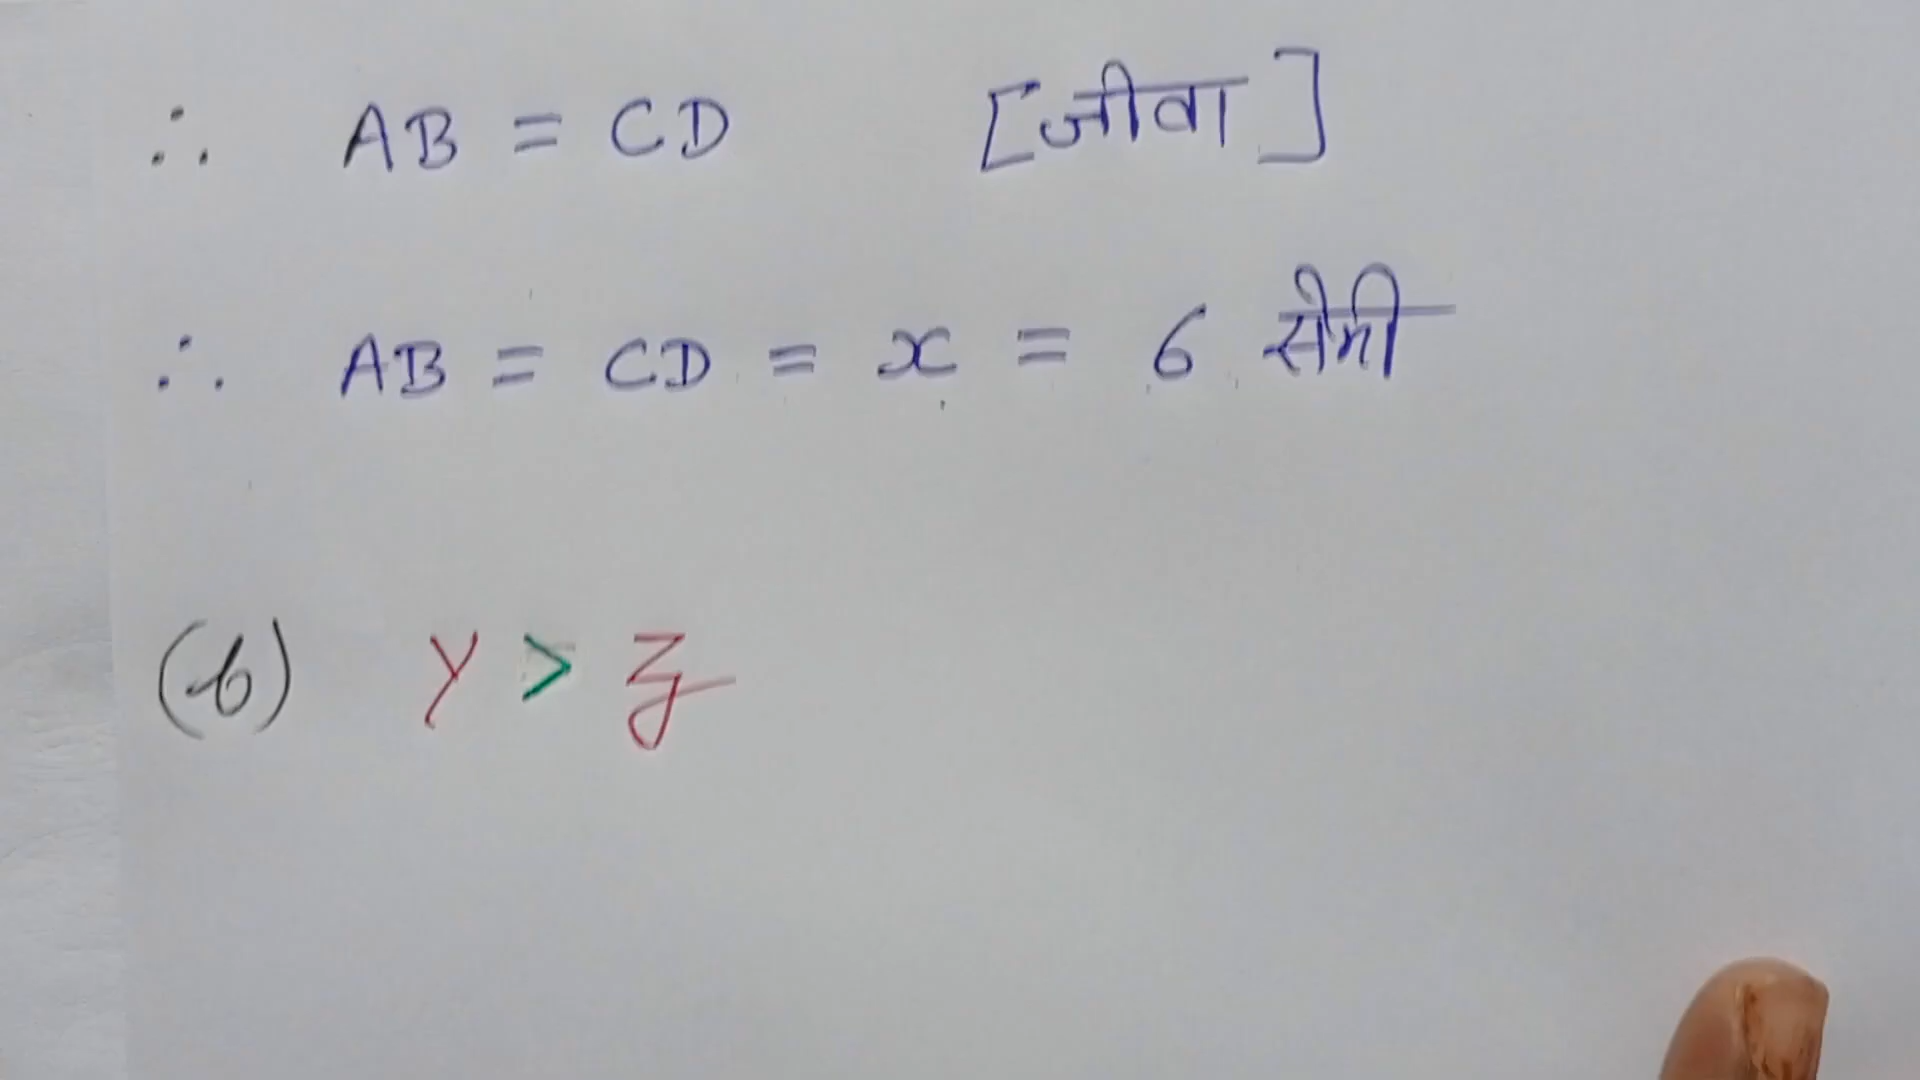 ∴ AB = CD [जीवा]
∴ AB = CD = x = 6 सेमी
(b) y > z